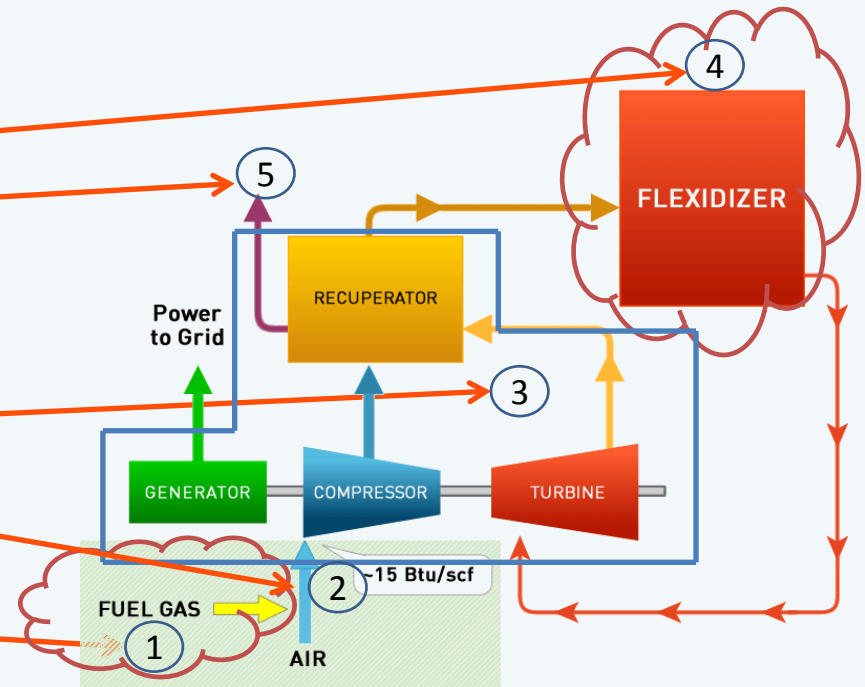 4
FLEXIDIZER
5
RECUPERATOR
Power
to Grid
3
GENERATOR
COMPRESSOR
TURBINE
~15 Btu/scf
2
FUEL GAS
1
AIR